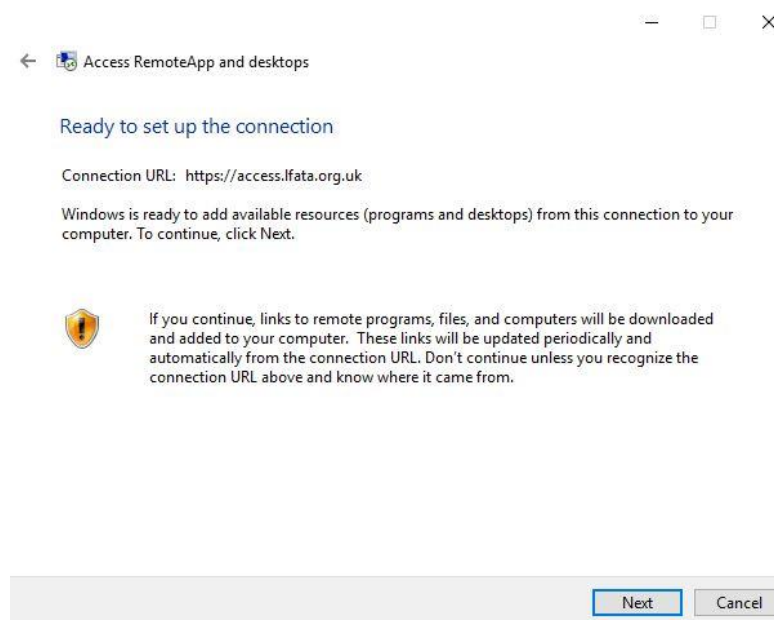 Access RemoteApp and desktops
Ready to set up the connection
Connection URL: https://access.lfata.org.uk
Windows is ready to add available resources (programs and desktops) from this connection to your
computer. To continue, click Next.
If you continue, links to remote programs, files, and computers will be downloaded
and added to your computer. These links will be updated periodically and
automatically from the connection URL. Don't continue unless you recognize the
connection URL above and know where it came from.
Next Cancel